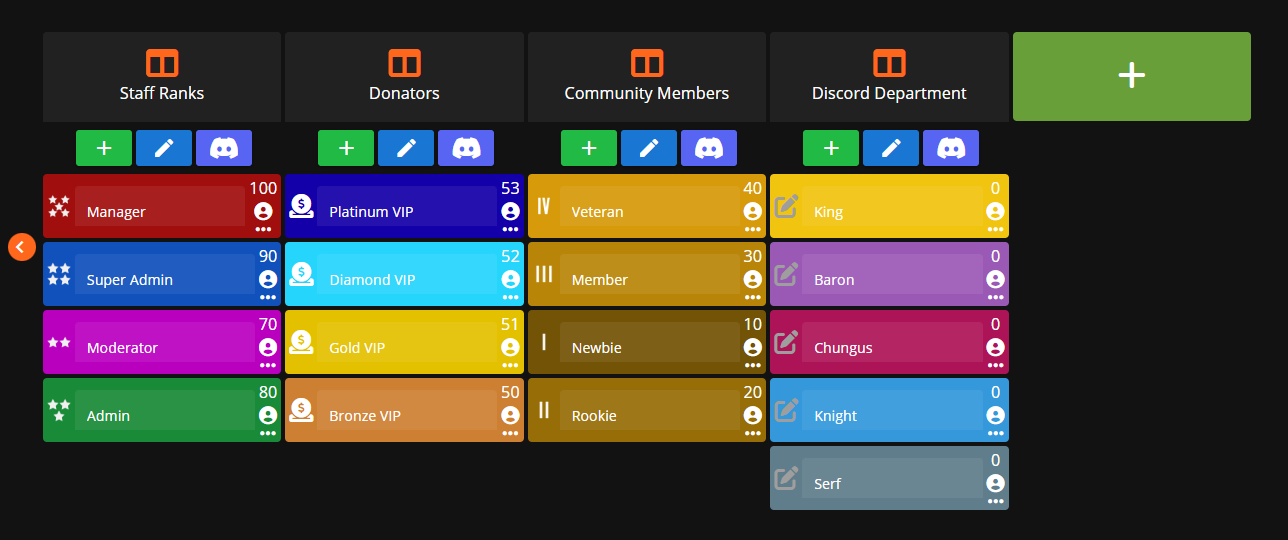 Staff Ranks
Donators
Community Members
Discord Department
100
Manager
90
Super Admin
70
Moderator
80
Admin
53
Platinum VIP
52
Diamond VIP
51
Gold VIP
50
Bronze VIP
40
IV
Veteran
30
III
Member
10
I
Newbie
20
II
Rookie
0
King
0
Baron
0
Chungus
0
Knight
0
Serf